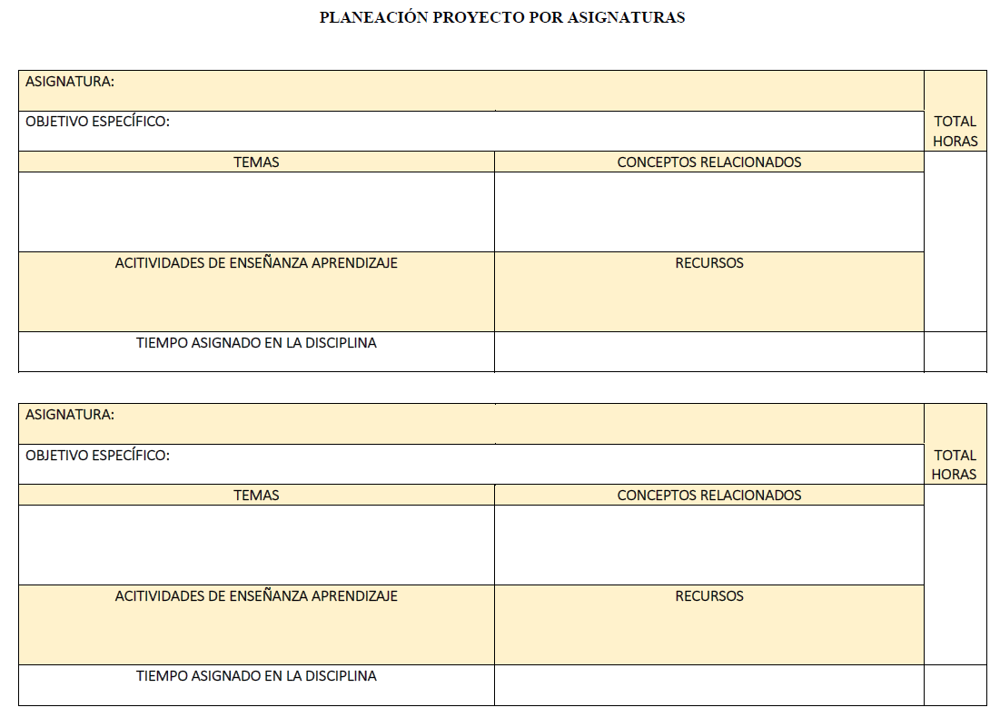 PLANEACIÓN PROYECTO POR ASIGNATURAS
ASIGNATURA:
OBJETIVO ESPECÍFICO:
TOTAL
HORAS
TEMAS
CONCEPTOS RELACIONADOS
ACITIVIDADES DE ENSEÑANZA APRENDIZAJE
RECURSOS
TIEMPO ASIGNADO EN LA DISCIPLINA
ASIGNATURA:
OBJETIVO ESPECÍFICO:
TOTAL
HORAS
TEMAS
CONCEPTOS RELACIONADOS
ACITIVIDADES DE ENSEÑANZA APRENDIZAJE
RECURSOS
TIEMPO ASIGNADO EN LA DISCIPLINA